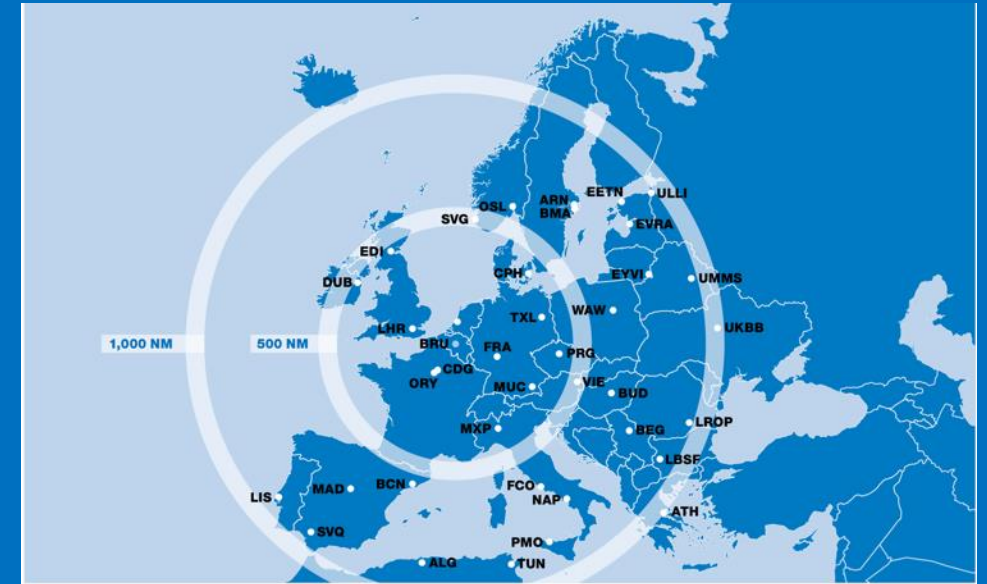 EETN
ULLI
ARN
OSL
BMA
SVG
EVRA
EDI
CPH
EYVI
UMMS
DUB
WAW
TXL
LHR
UKBB
1,000 NM
500 NM
BRU
FRA
PRG
CDG
ORY
MUC
VIE
BUD
LROP
MXP
BEG
LBSF
BCN
FCO
MAD
LIS
NAP
ATH
SVQ
PMO
ALG
TUN